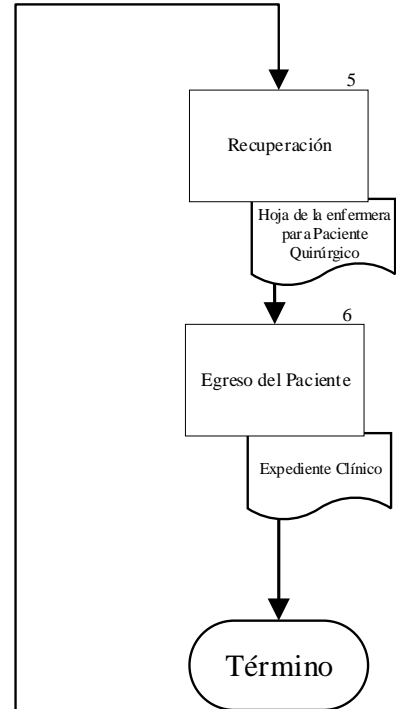 5
Recuperación
Hoja de la enfermera
para Paciente
Quirúrgico
6
Egreso del Paciente
Expediente Clínico
Término